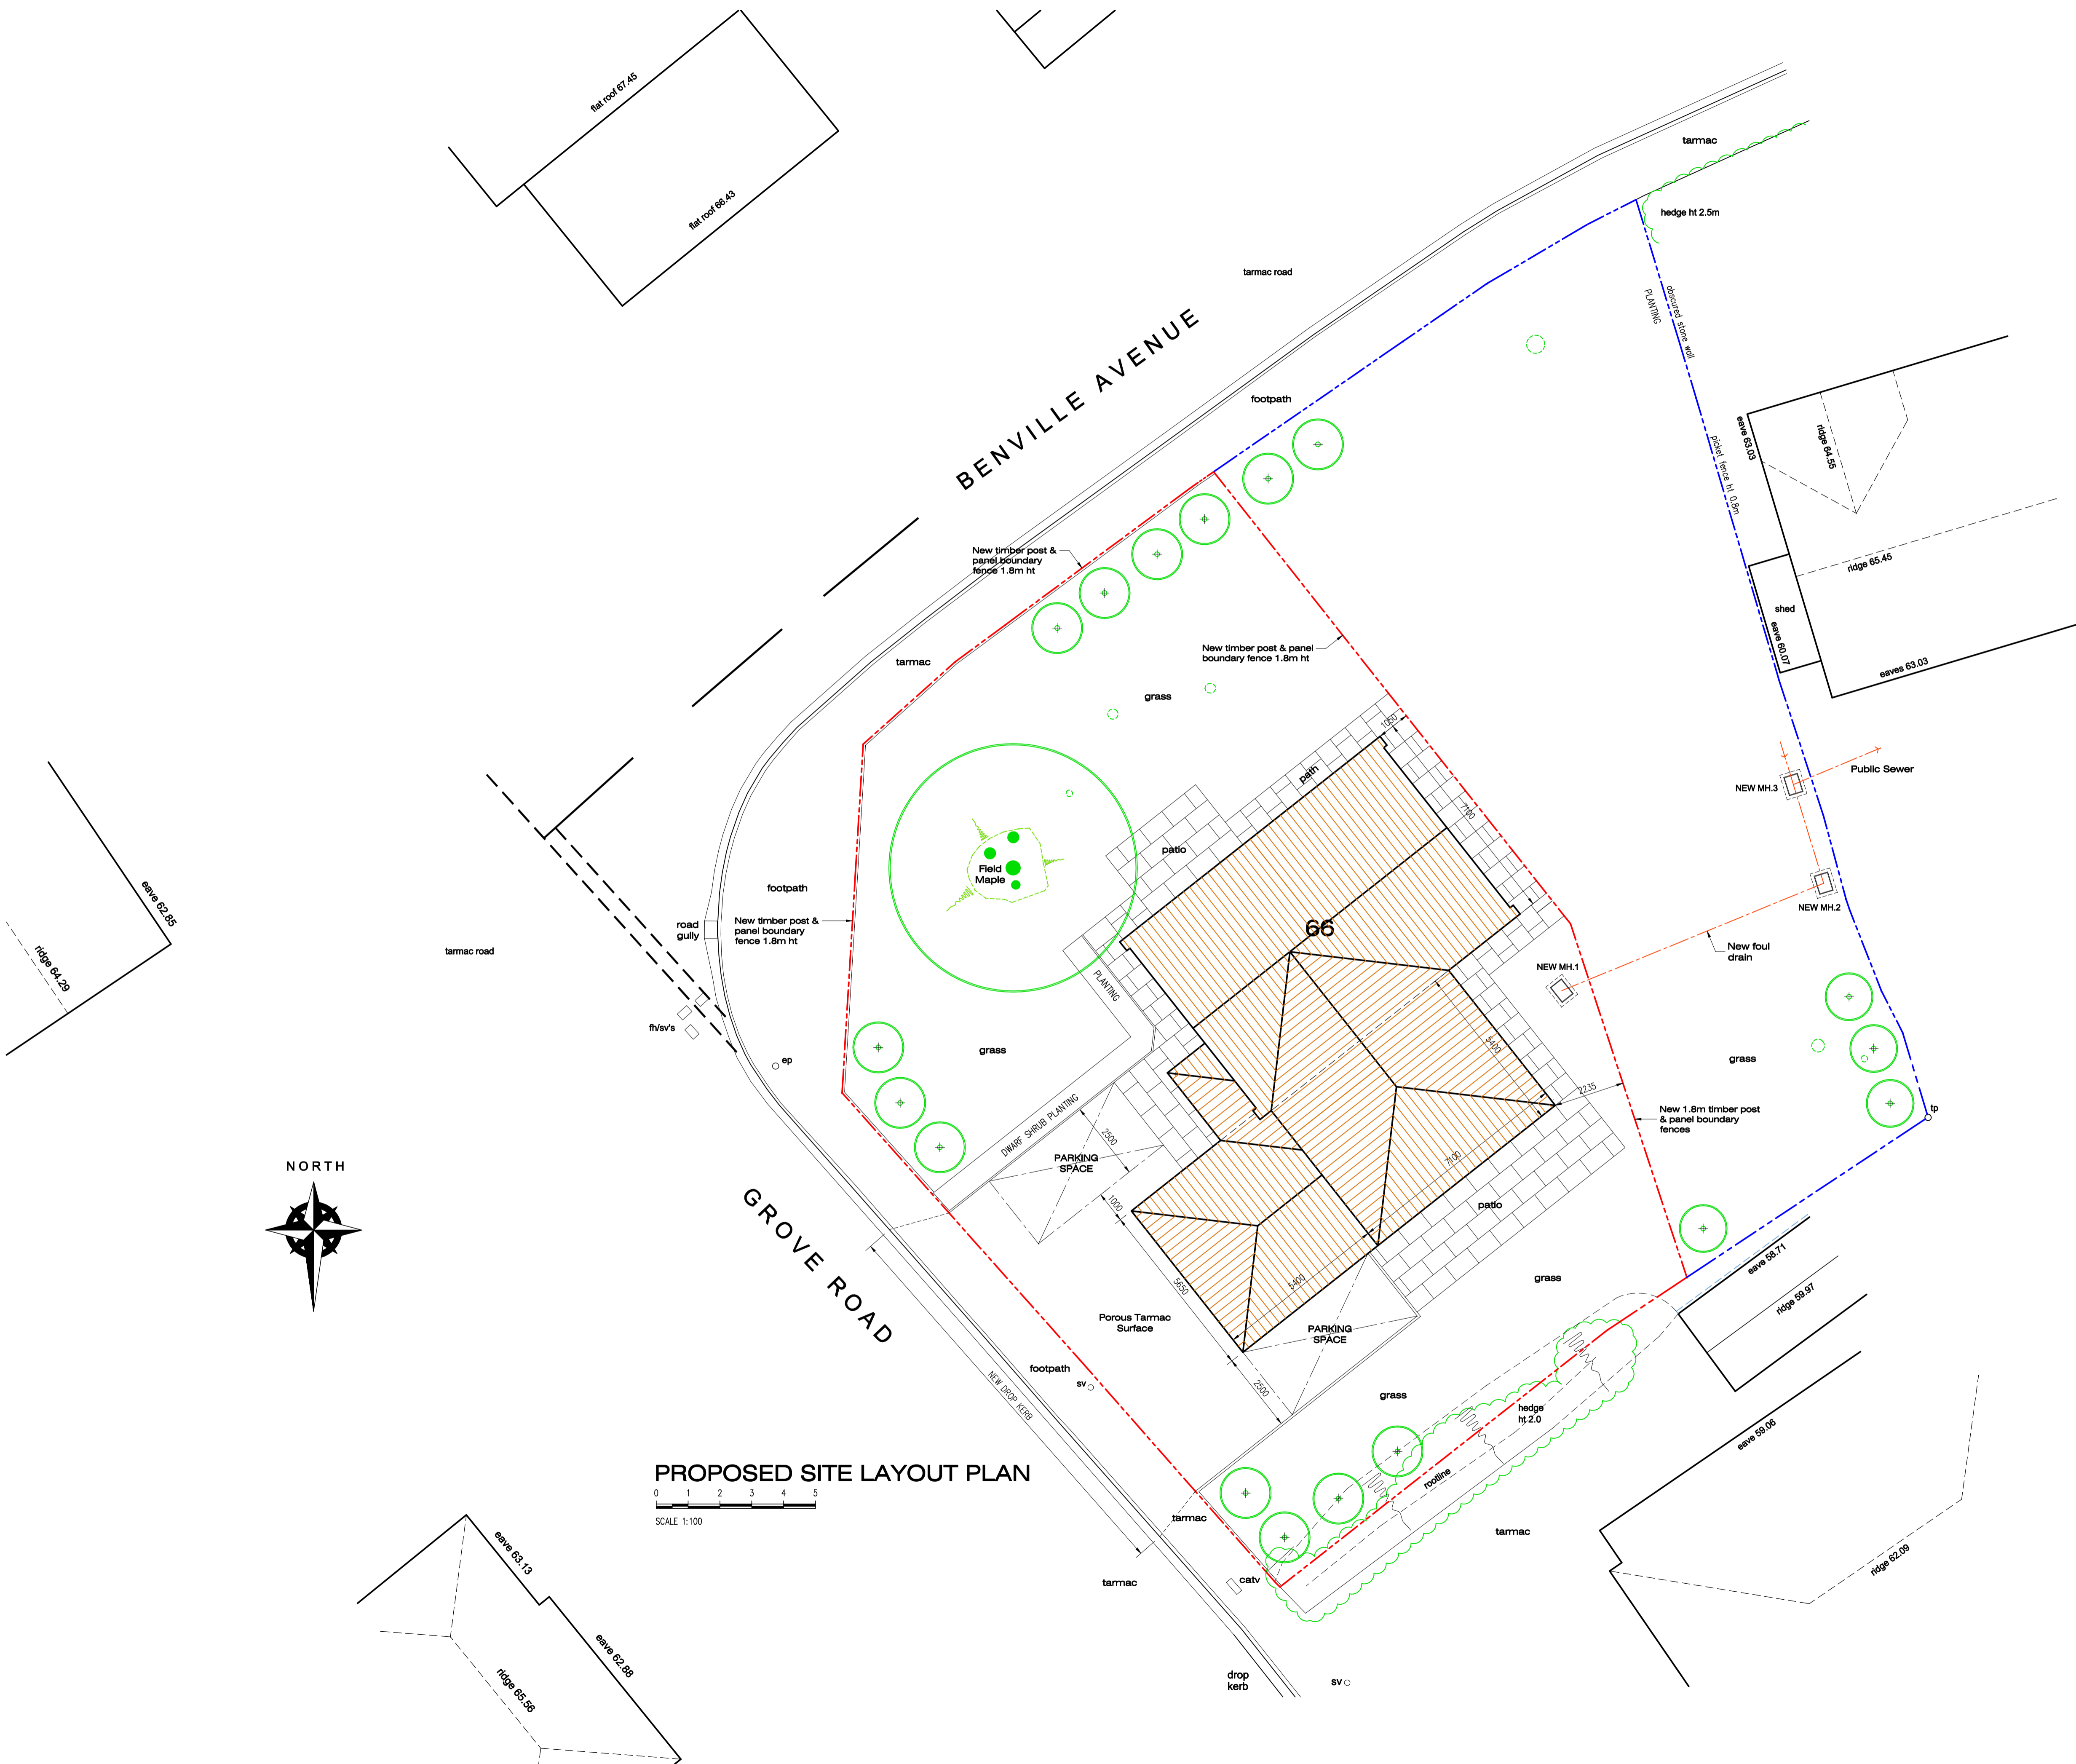 flat roof 67.45
flat roof 66.43
tarmac
hedge ht 2.5m
tarmac road
obscured stone wall
PLANTING
BENVILLE AVENUE
footpath
picket fence ht 0.8m
eave 63.03
ridge 64.55
ridge 65.45
shed
eave 60.07
eaves 63.03
New timber post &
panel boundary
fence 1.8m ht
tarmac
New timber post & panel
boundary fence 1.8m ht
grass
1050
path
7100
Public Sewer
NEW MH.3
patio
Field
Maple
eave 62.85
ridge 64.29
footpath
road
gully
New timber post &
panel boundary
fence 1.8m ht
tarmac road
66
NEW MH.2
New foul
drain
NEW MH.1
PLANTING
fh/sv's
ep
grass
5400
grass
2235
tp
New 1.8m timber post
& panel boundary
fences
DWARF SHRUB PLANTING
2500
PARKING
SPACE
7100
1000
patio
NORTH
GROVE ROAD
5650
5400
grass
eave 58.71
ridge 59.97
Porous Tarmac
Surface
PARKING
SPACE
footpath
sv
NEW DROP KERB
2500
grass
hedge
ht 2.0
eave 59.06
rootline
PROPOSED SITE LAYOUT PLAN
0 1 2 3 4 5
SCALE 1:100
tarmac
tarmac
ridge 62.09
eave 63.13
tarmac
catv
eave 62.88
ridge 65.56
drop
kerb
sv